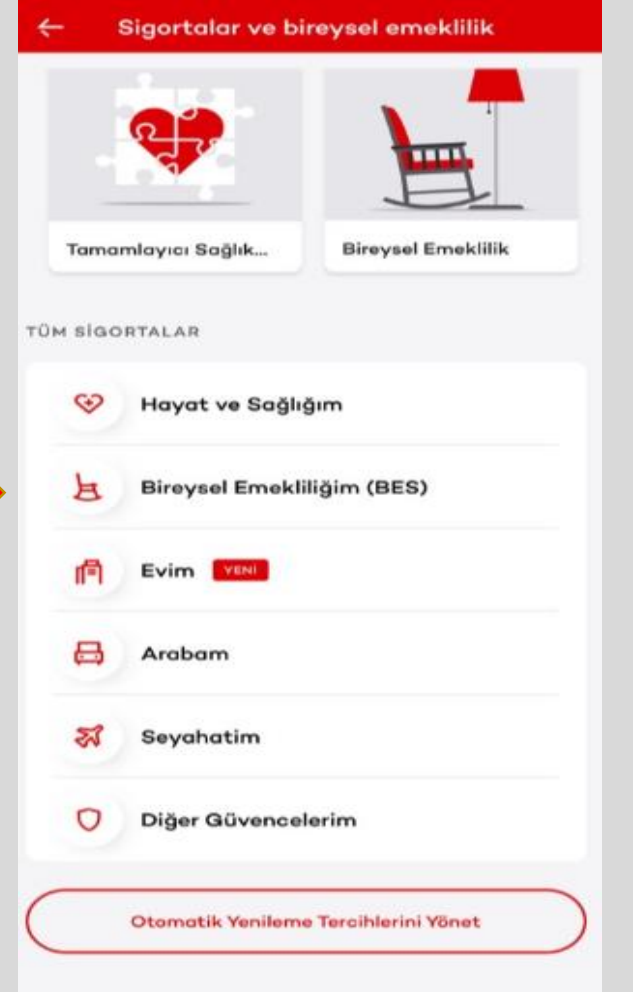 Sigortalar ve bireysel emeklilik
Tamamlayıcı Sağlık...
Bireysel Emeklilik
TÜM SİGORTALAR
Hayat ve Sağlığım
Bireysel Emekliliğim (BES)
Evim YENİ
Arabam
Seyahatim
Diğer Güvencelerim
Otomatik Yenileme Tercihlerini Yönet